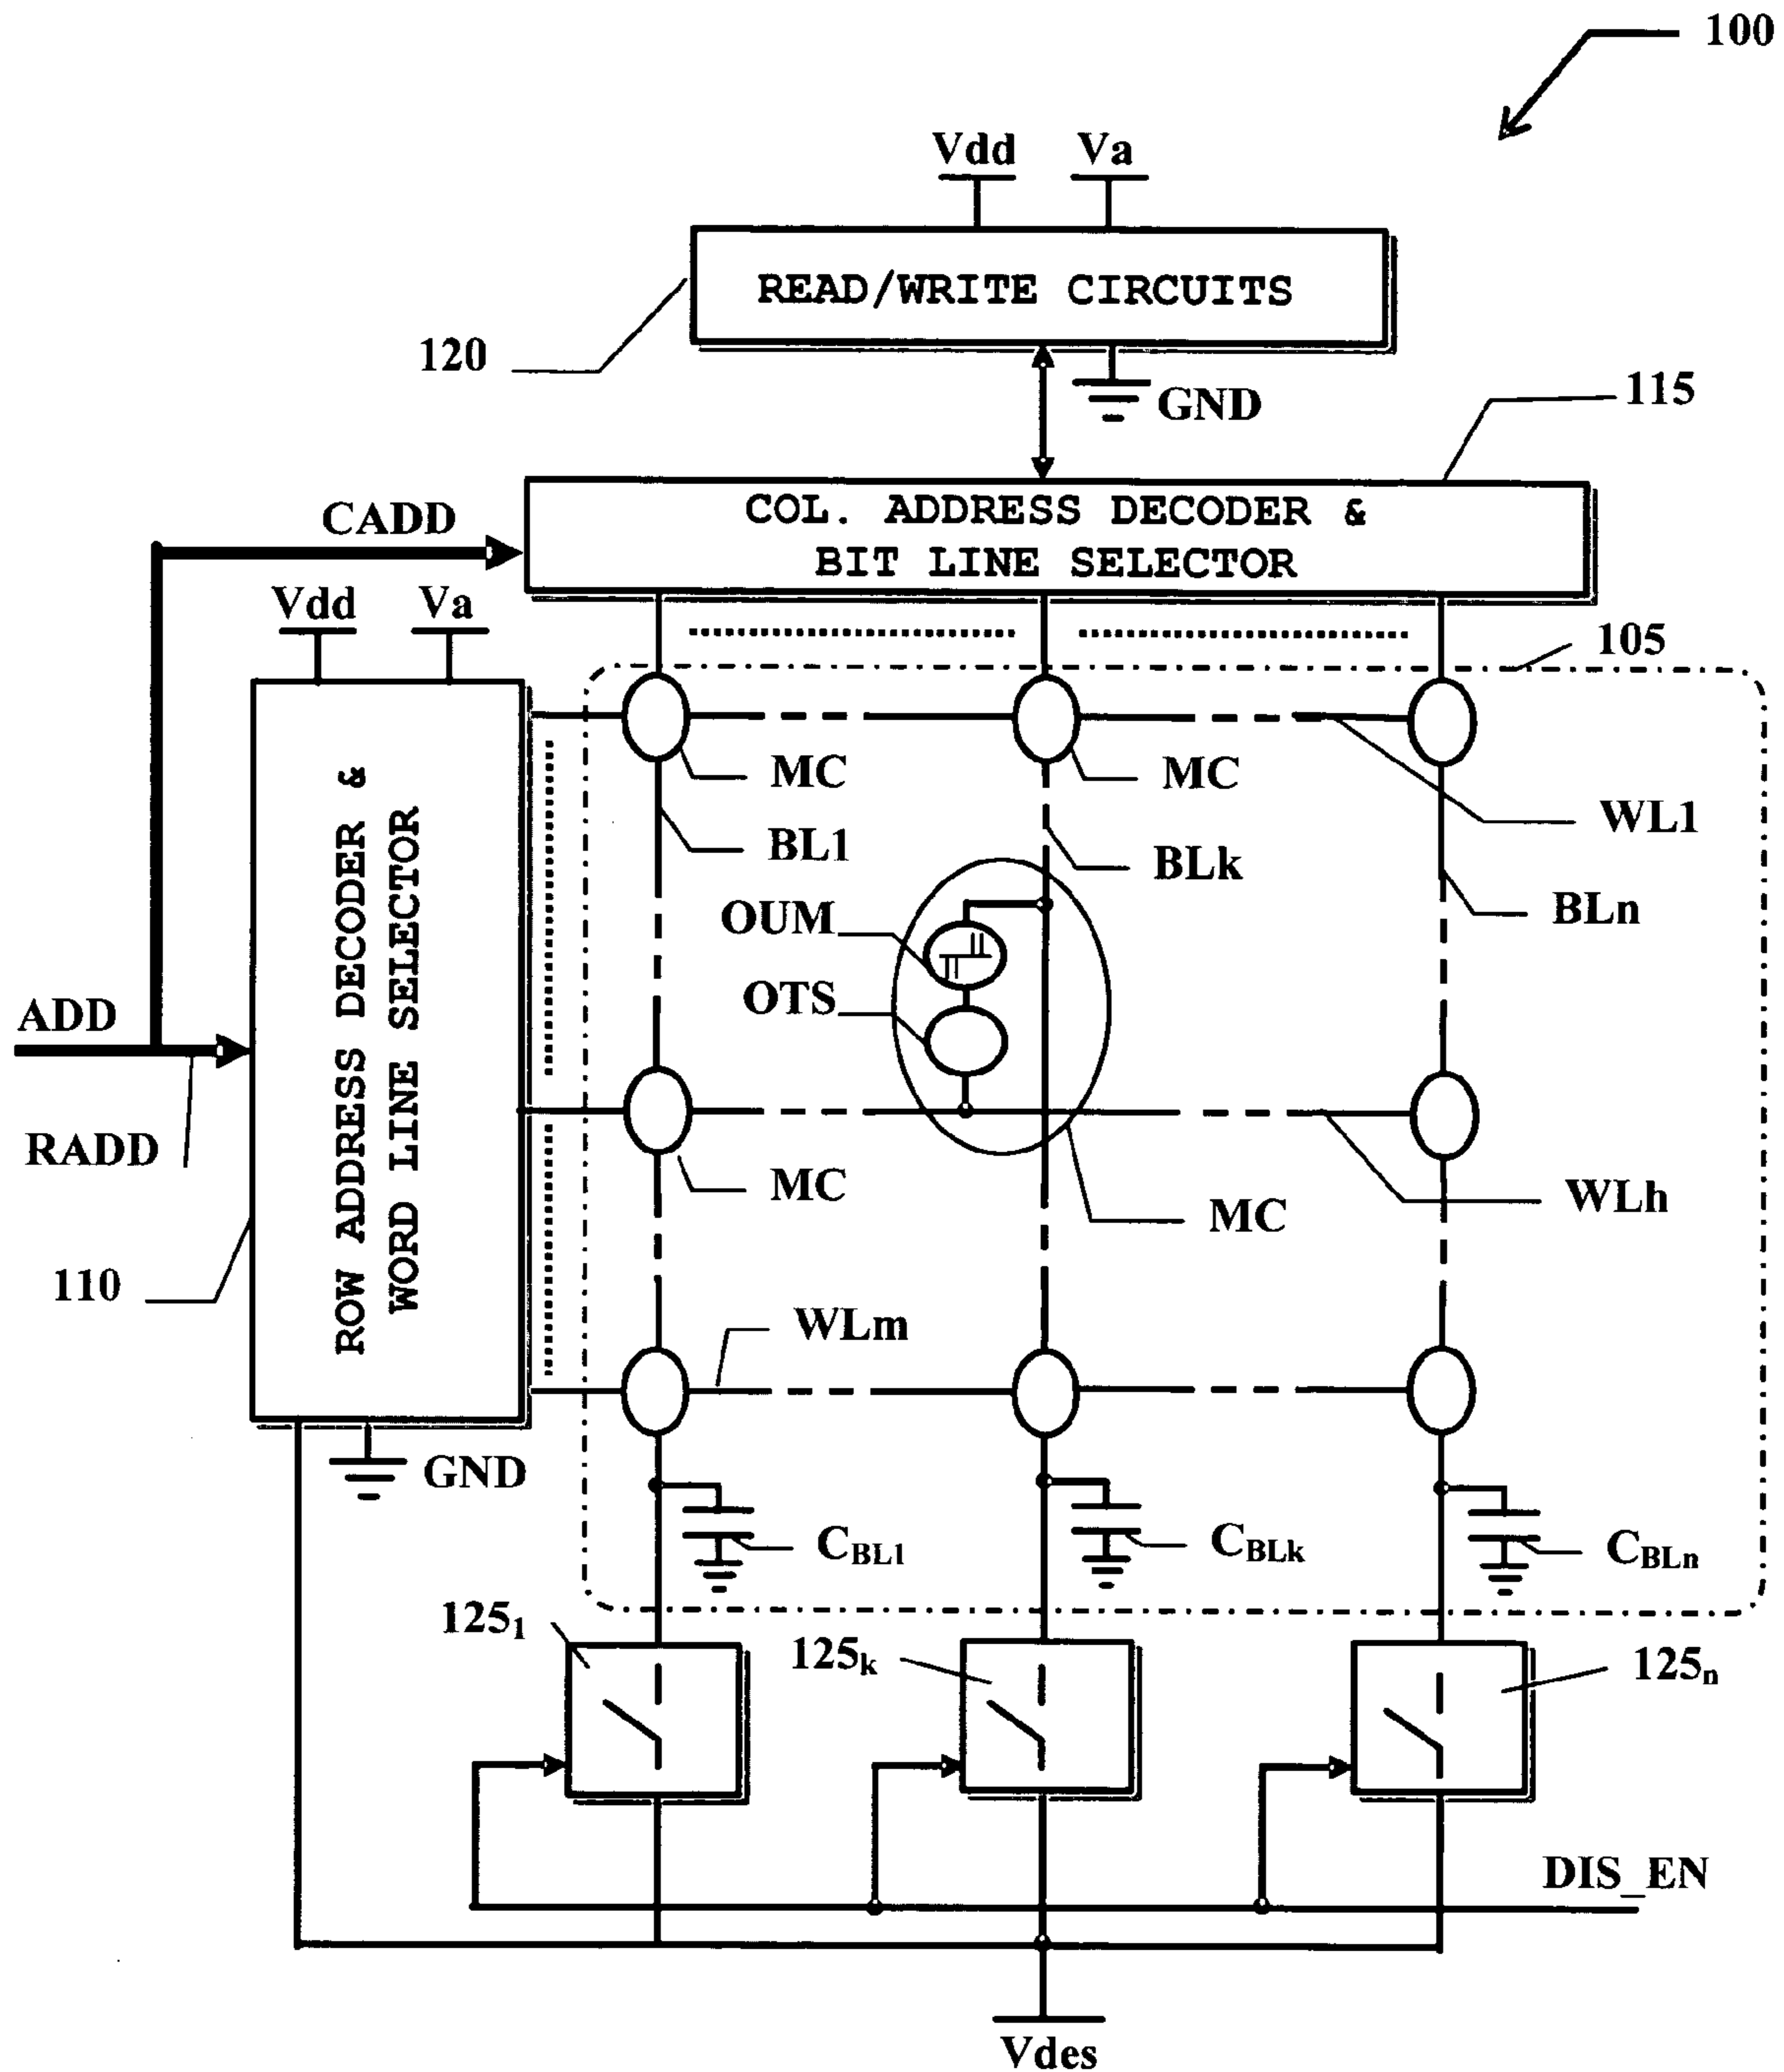 100
Vdd Va
READ/WRITE CIRCUITS
120
GND
115
COL. ADDRESS DECODER &
BIT LINE SELECTOR
CADD
Vdd Va
105
MC MC
WL1
BL1
BLk
BLn
OUM
OTS
ROW ADDRESS DECODER &
WORD LINE SELECTOR
ADD
RADD
MC
MC
WLh
110
WLm
GND
CBL1
CBLk
CBLn
1251
125k
125n
DIS_EN
Vdes